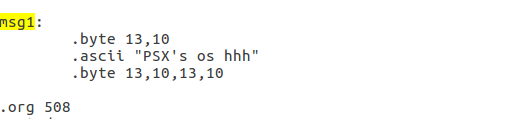 msg1:
.byte 13,10
.ascii "PSX's os hhh"
.byte 13,10,13,10
.org 508